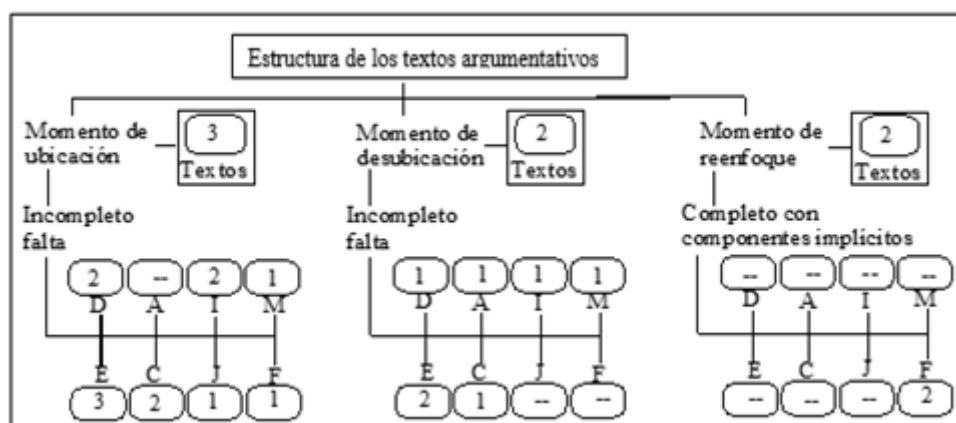 Estructura de los textos argumentativos
Momento de
ubicación
3
Textos
Momento de
desubicación
2
Textos
Momento de
reenfoque
2
Textos
Incompleto
falta
Incompleto
falta
Completo con
componentes implícitos
2 -- 2 1
D A I M
E C J F
3 2 1 1
1 1 1 1
D A I M
E C J F
2 1 -- --
-- -- -- --
D A I M
E C J F
-- -- -- 2